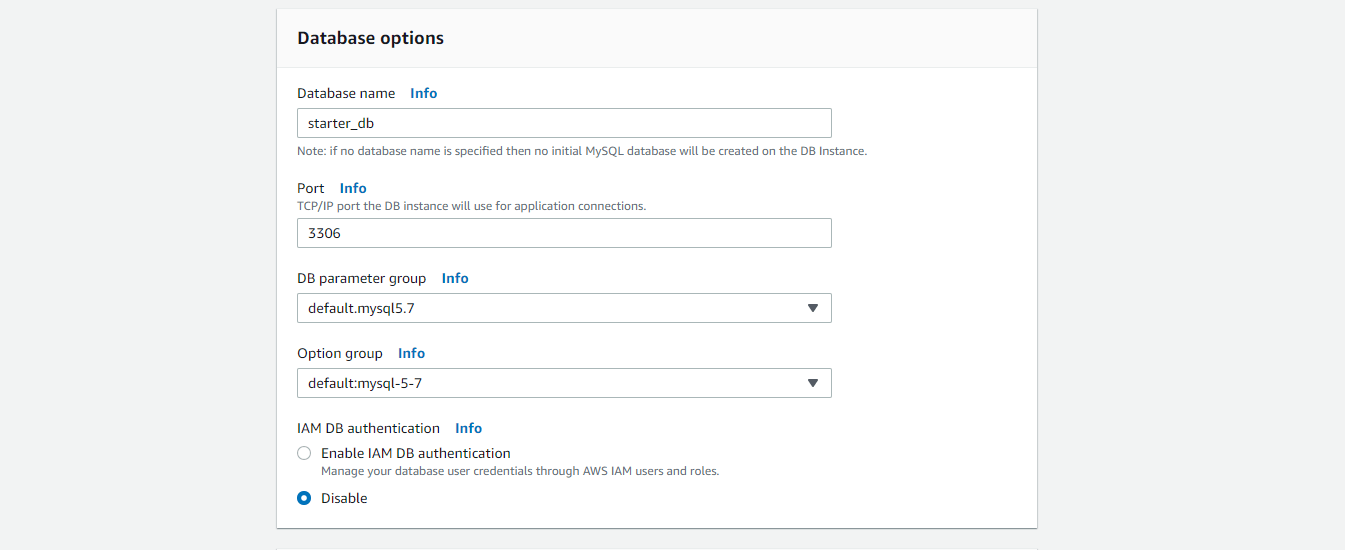 Database options
Database name Info
starter_db
Note: if no database name is specified then no initial MySQL database will be created on the DB Instance.
Port Info
TCP/IP port the DB instance will use for application connections.
3306
DB parameter group Info
default.mysql5.7
Option group Info
default:mysql-5-7
IAM DB authentication Info
Enable IAM DB authentication
Manage your database user credentials through AWS IAM users and roles.
Disable